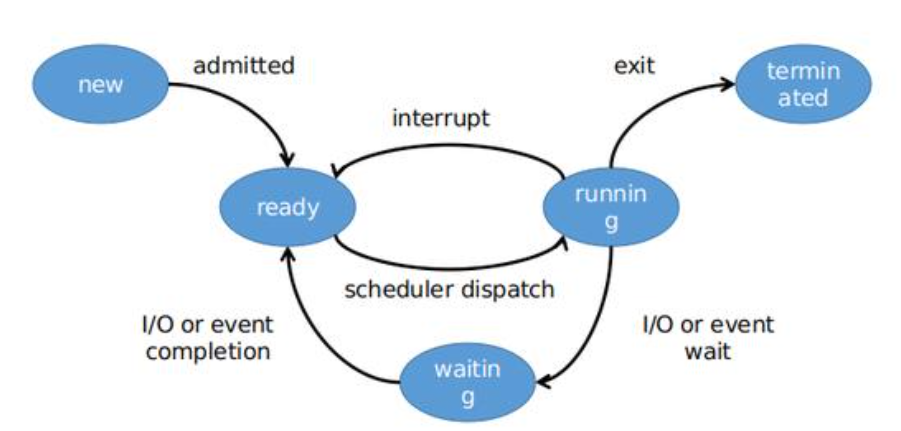 new
admitted
exit
termin
ated
interrupt
ready
runnin
g
scheduler dispatch
I/O or event
completion
I/O or event
wait
waitin
g